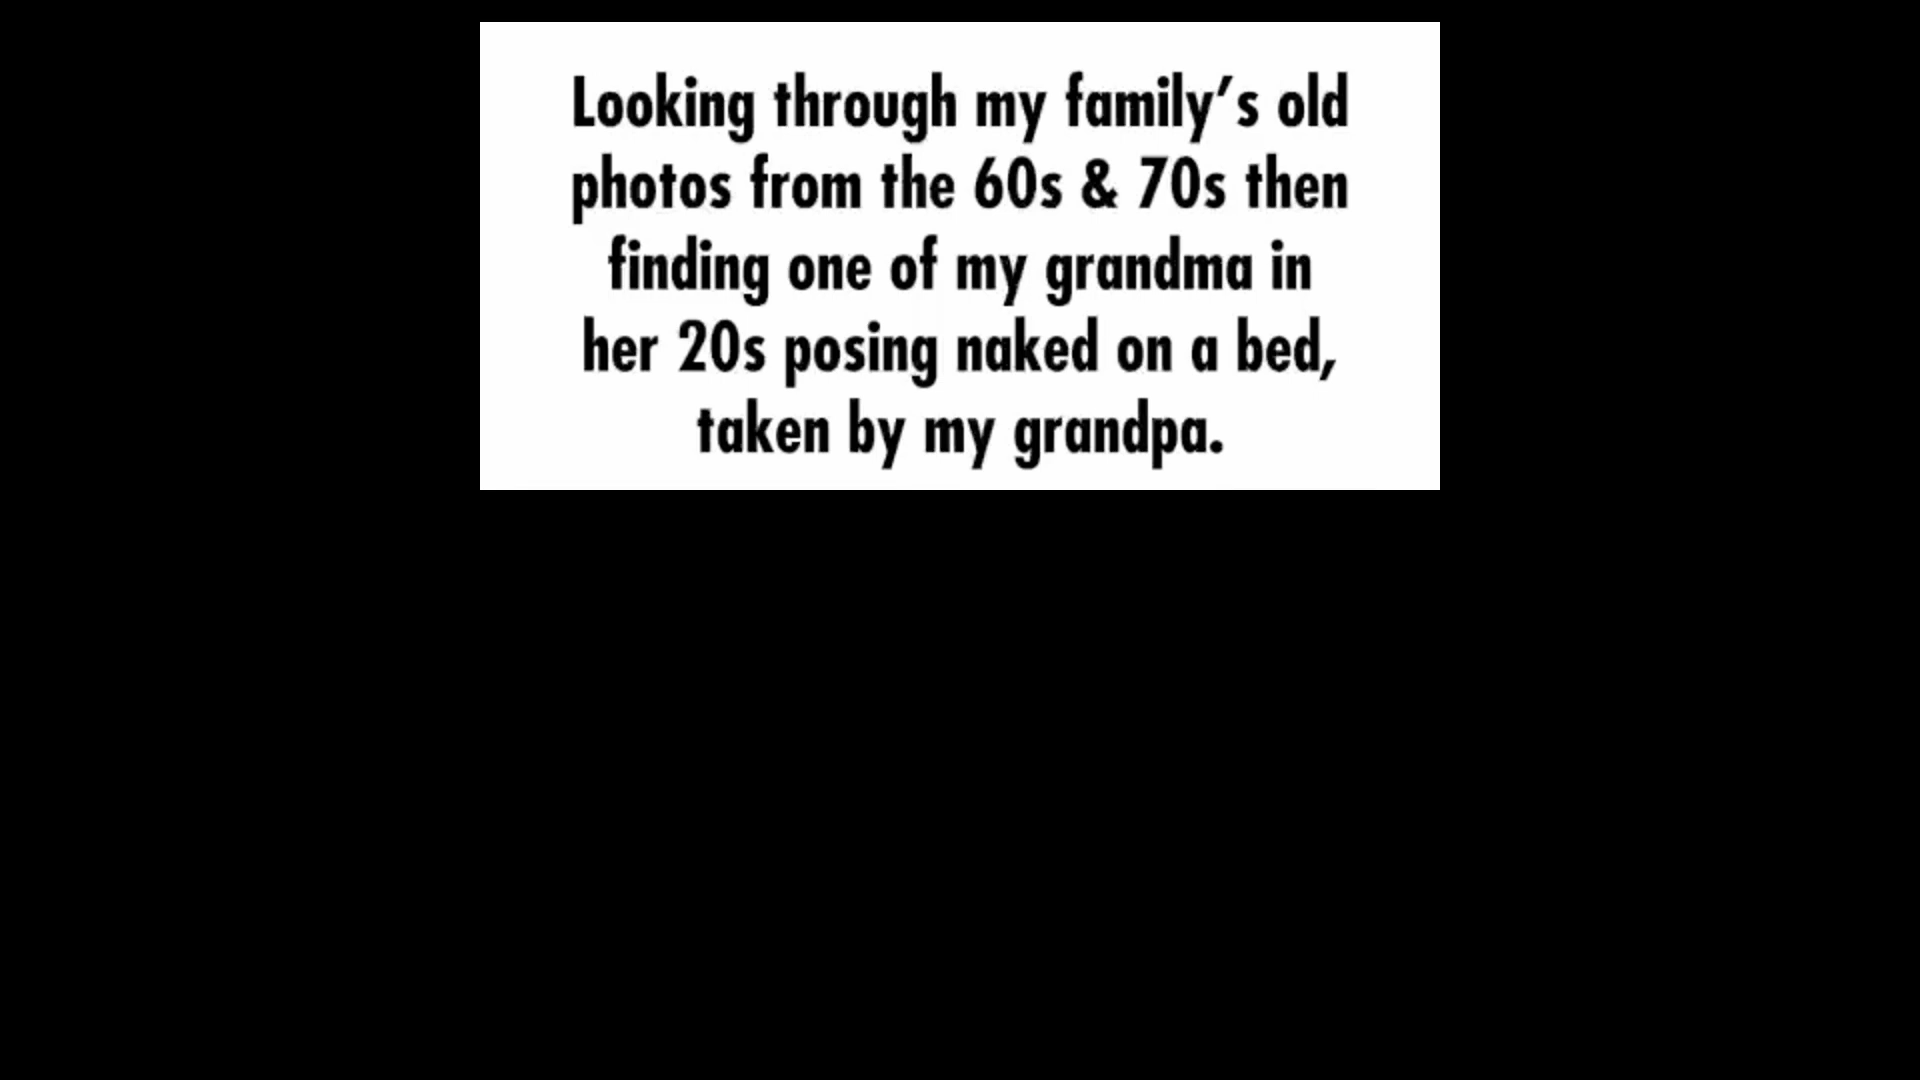 Looking through my family’s old
photos from the 60s & 70s then
finding one of my grandma in
her 20s posing naked on a bed,
taken by my grandpa.